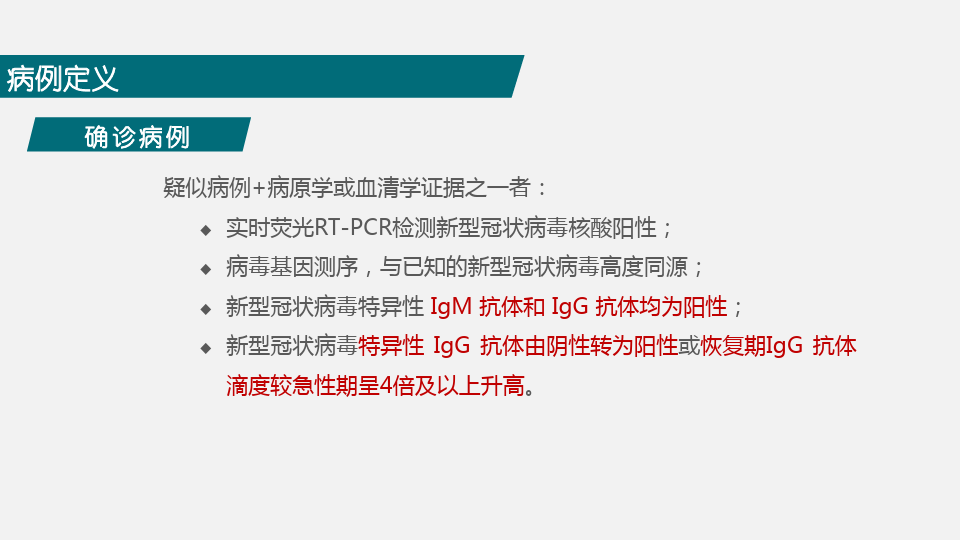 病例定义
确诊病例
疑似病例+病原学或血清学证据之一者：
◆ 实时荧光RT-PCR检测新型冠状病毒核酸阳性；
◆ 病毒基因测序，与已知的新型冠状病毒高度同源；
◆ 新型冠状病毒特异性 IgM 抗体和 IgG 抗体均为阳性；
◆ 新型冠状病毒特异性 IgG 抗体由阴性转为阳性或恢复期IgG 抗体
滴度较急性期呈4倍及以上升高。